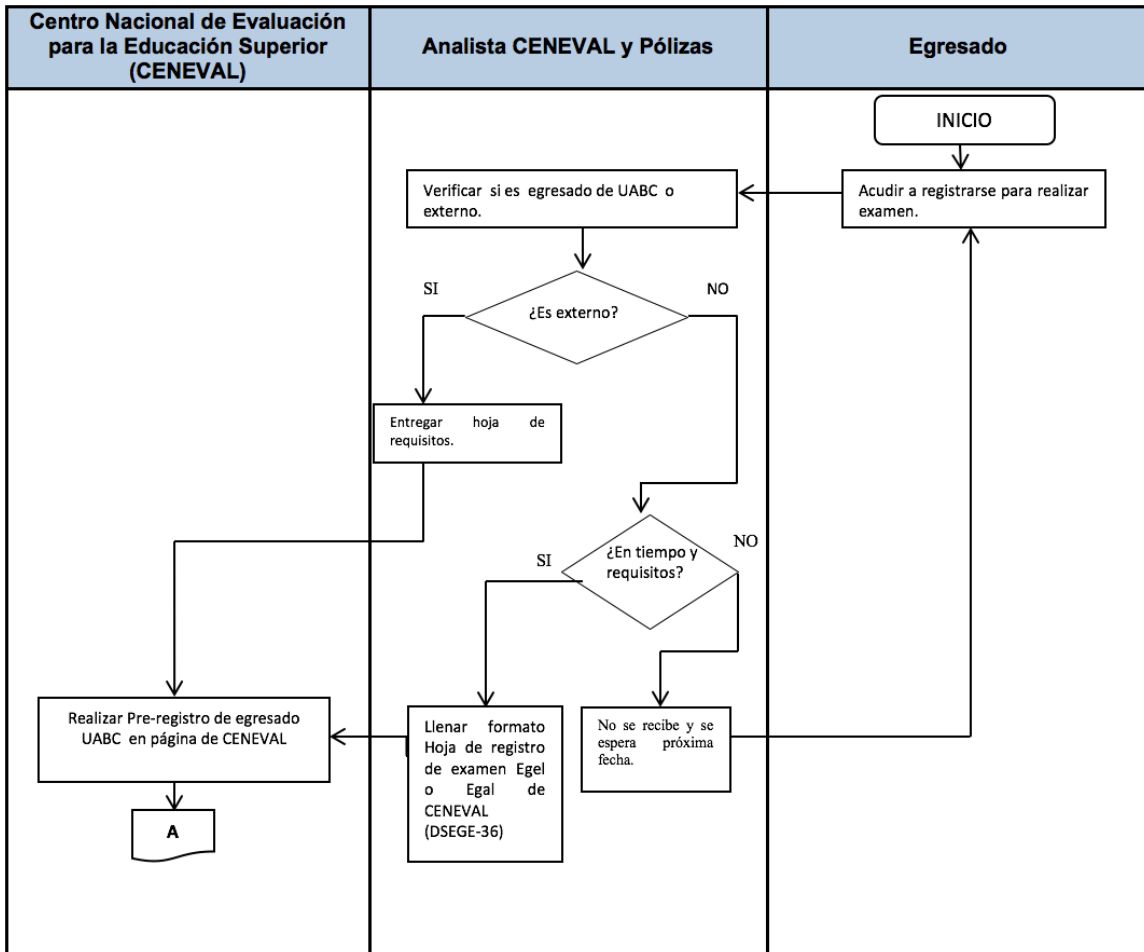 Centro Nacional de Evaluación
para la Educación Superior
(CENEVAL)
Analista CENEVAL y Pólizas
Egresado
INICIO
Acudir a registrarse para realizar
examen.
Verificar si es egresado de UABC o
externo.
SI
NO
¿Es externo?
Entregar hoja de
requisitos.
¿En tiempo y
requisitos?
SI
NO
Realizar Pre-registro de egresado
UABC en página de CENEVAL
Llenar formato
Hoja de registro
de examen Egel
o Egal de
CENEVAL
(DSEGE-36)
No se recibe y se
espera próxima
fecha.
A